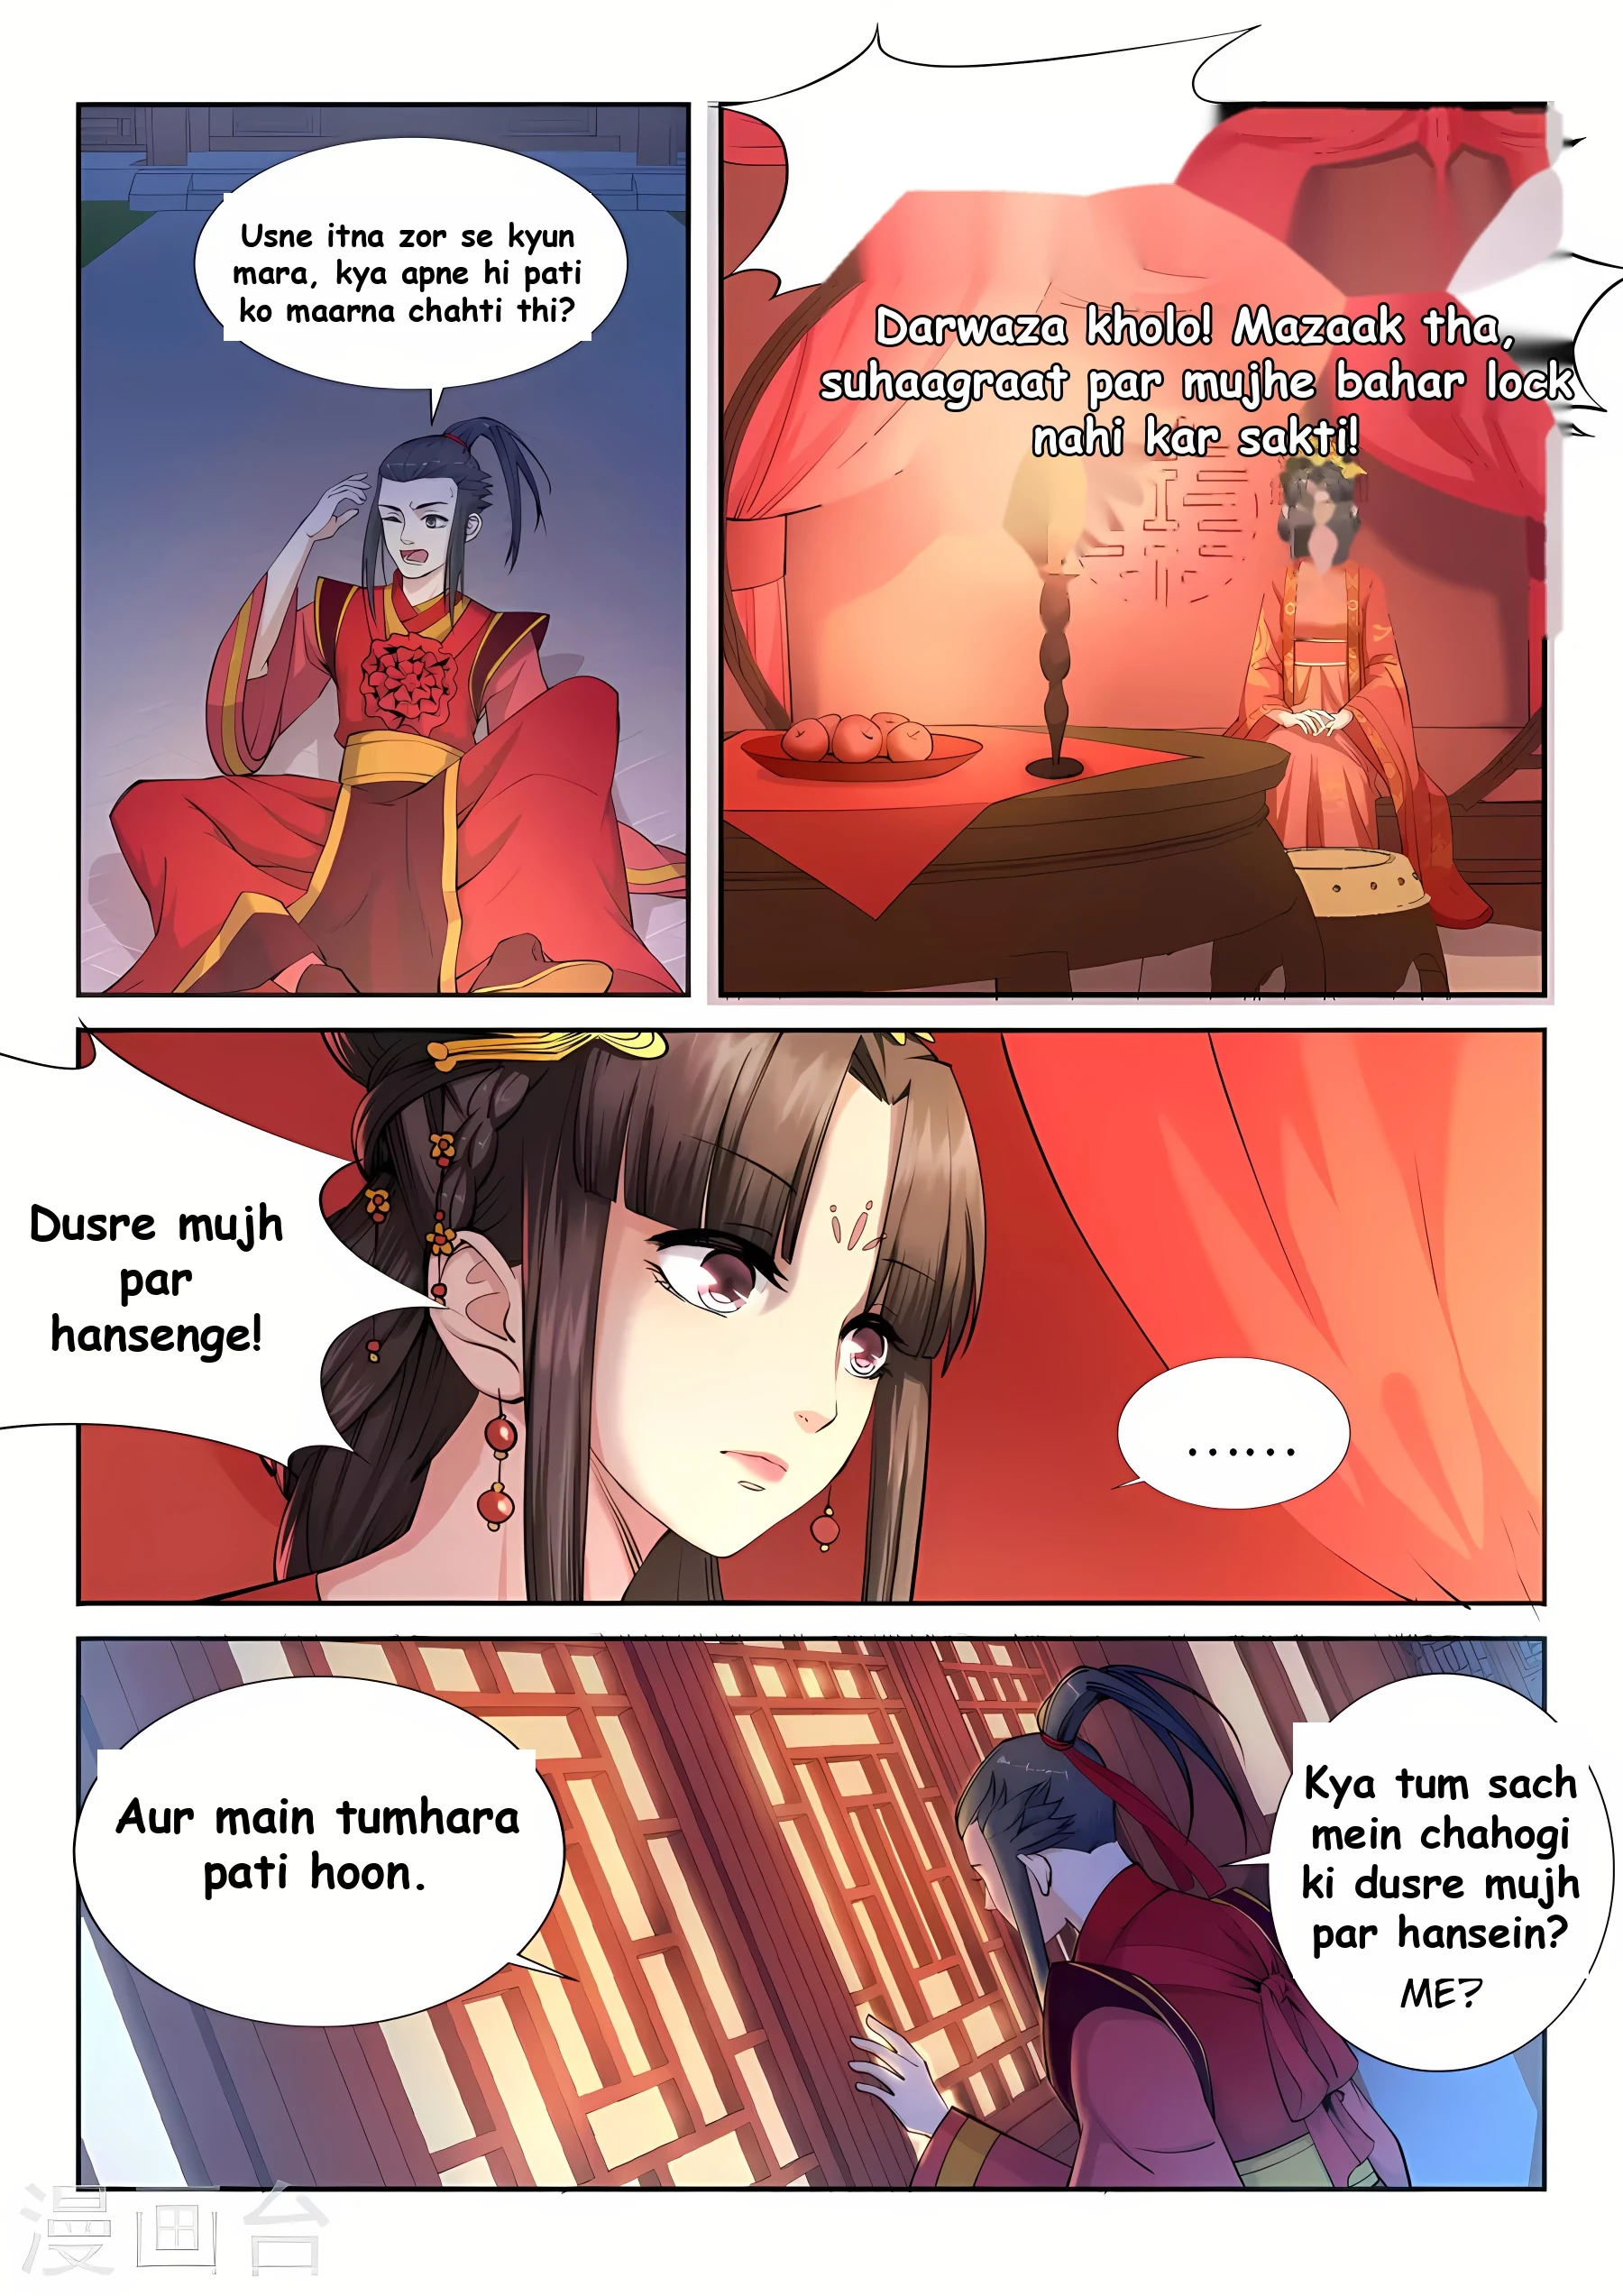 Usne itna zor se kyun
mara, kya apne hi pati
ko maarna chahti thi?
Darwaza kholo! Mazaak tha,
suhaagraat par mujhe bahar lock
nahi kar sakti!
Dusre mujh
par
hansenge!
......
Aur main tumhara
pati hoon.
Kya tum sach
mein chahogi
ki dusre mujh
par hansein?
ME?
漫画台